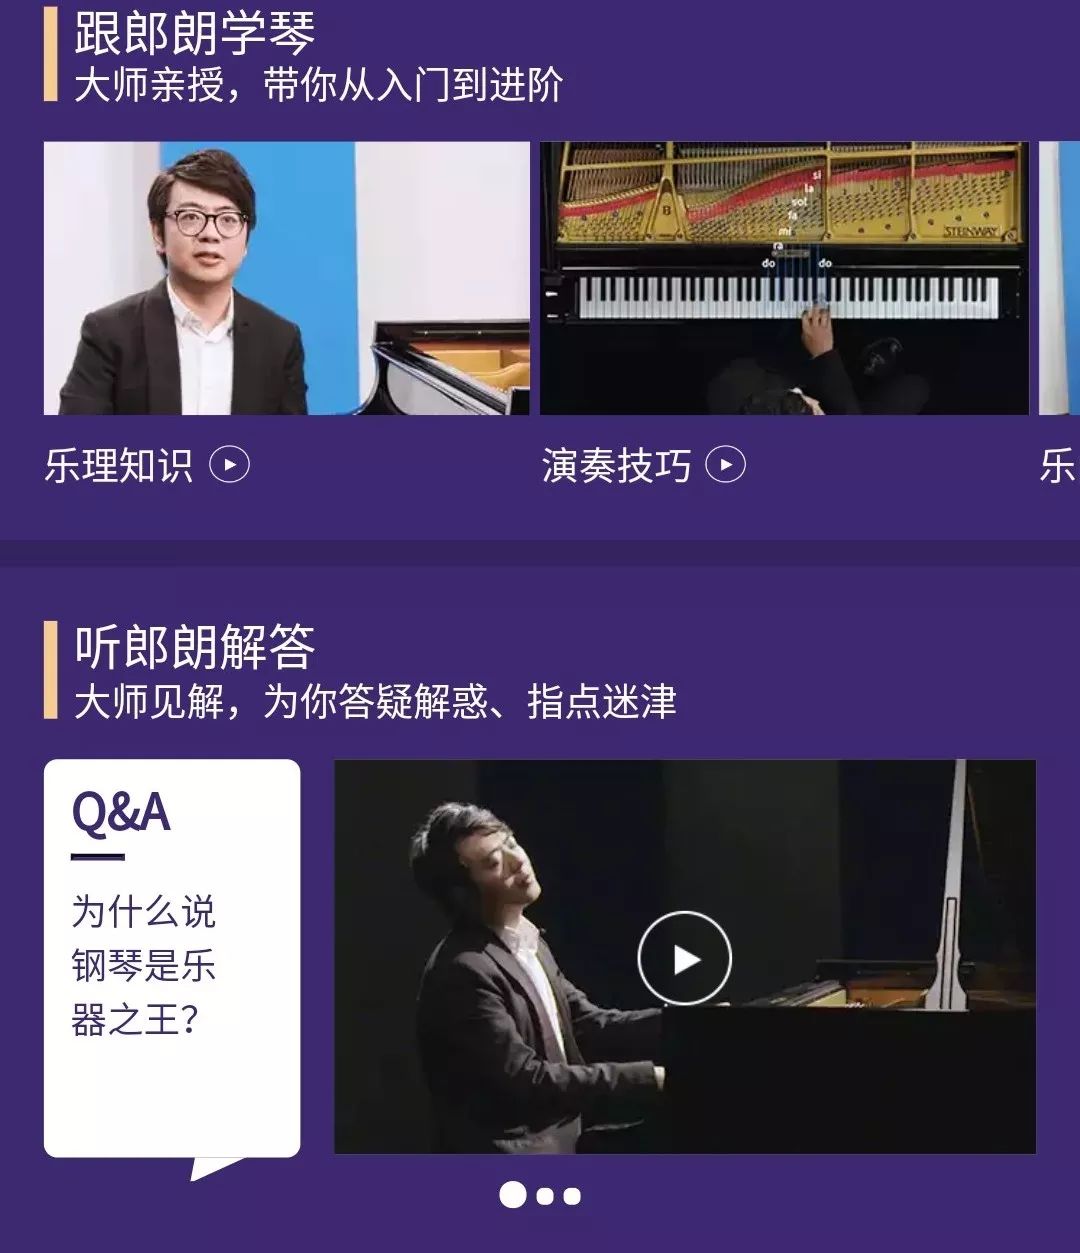 跟郎朗学琴
大师亲授，带你从入门到进阶
si
la
sol
fa
mi
ra
do
do
B
STEINWAY
乐理知识
演奏技巧
乐
听郎朗解答
大师见解，为你答疑解惑、指点迷津
Q&A
为什么说
钢琴是乐
器之王？